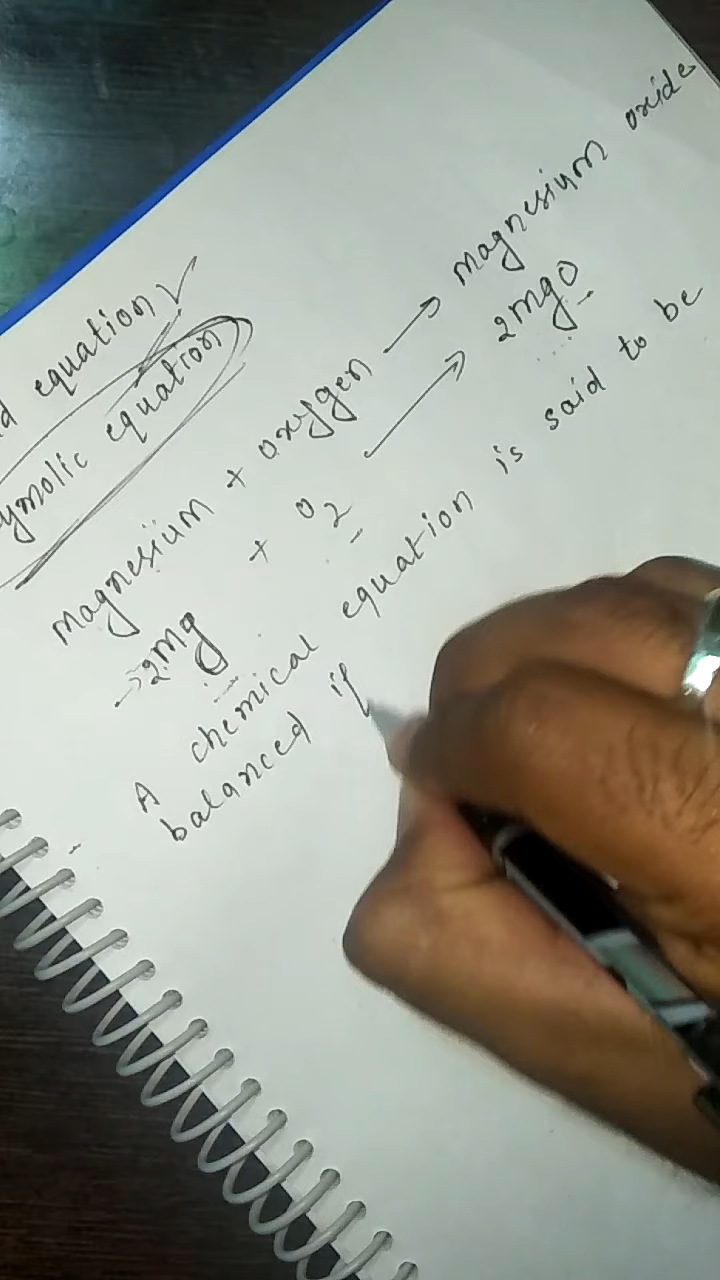 equation
ymolic equation
magnesium + oxygen → magnesium oxide
→ 2mg + O2 → 2mgO
A chemical equation is said to be
balanced if